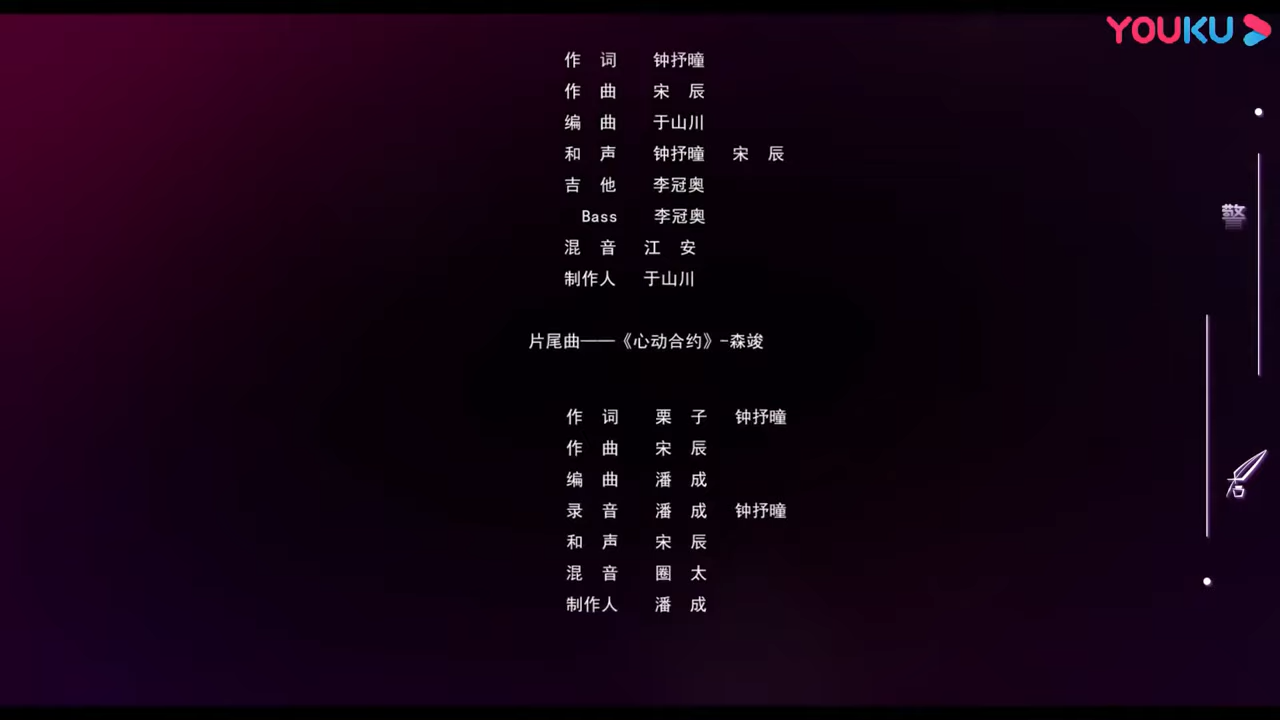 YOUKU
作 词 钟抒曈
作 曲 宋 辰
编 曲 于山川
和 声 钟抒曈 宋 辰
吉 他 李冠奥
Bass 李冠奥
混 音 江 安
制作人 于山川
片尾曲——《心动合约》-森竣
作 词 栗 子 钟抒曈
作 曲 宋 辰
编 曲 潘 成
录 音 潘 成 钟抒曈
和 声 宋 辰
混 音 圈 太
制作人 潘 成
警